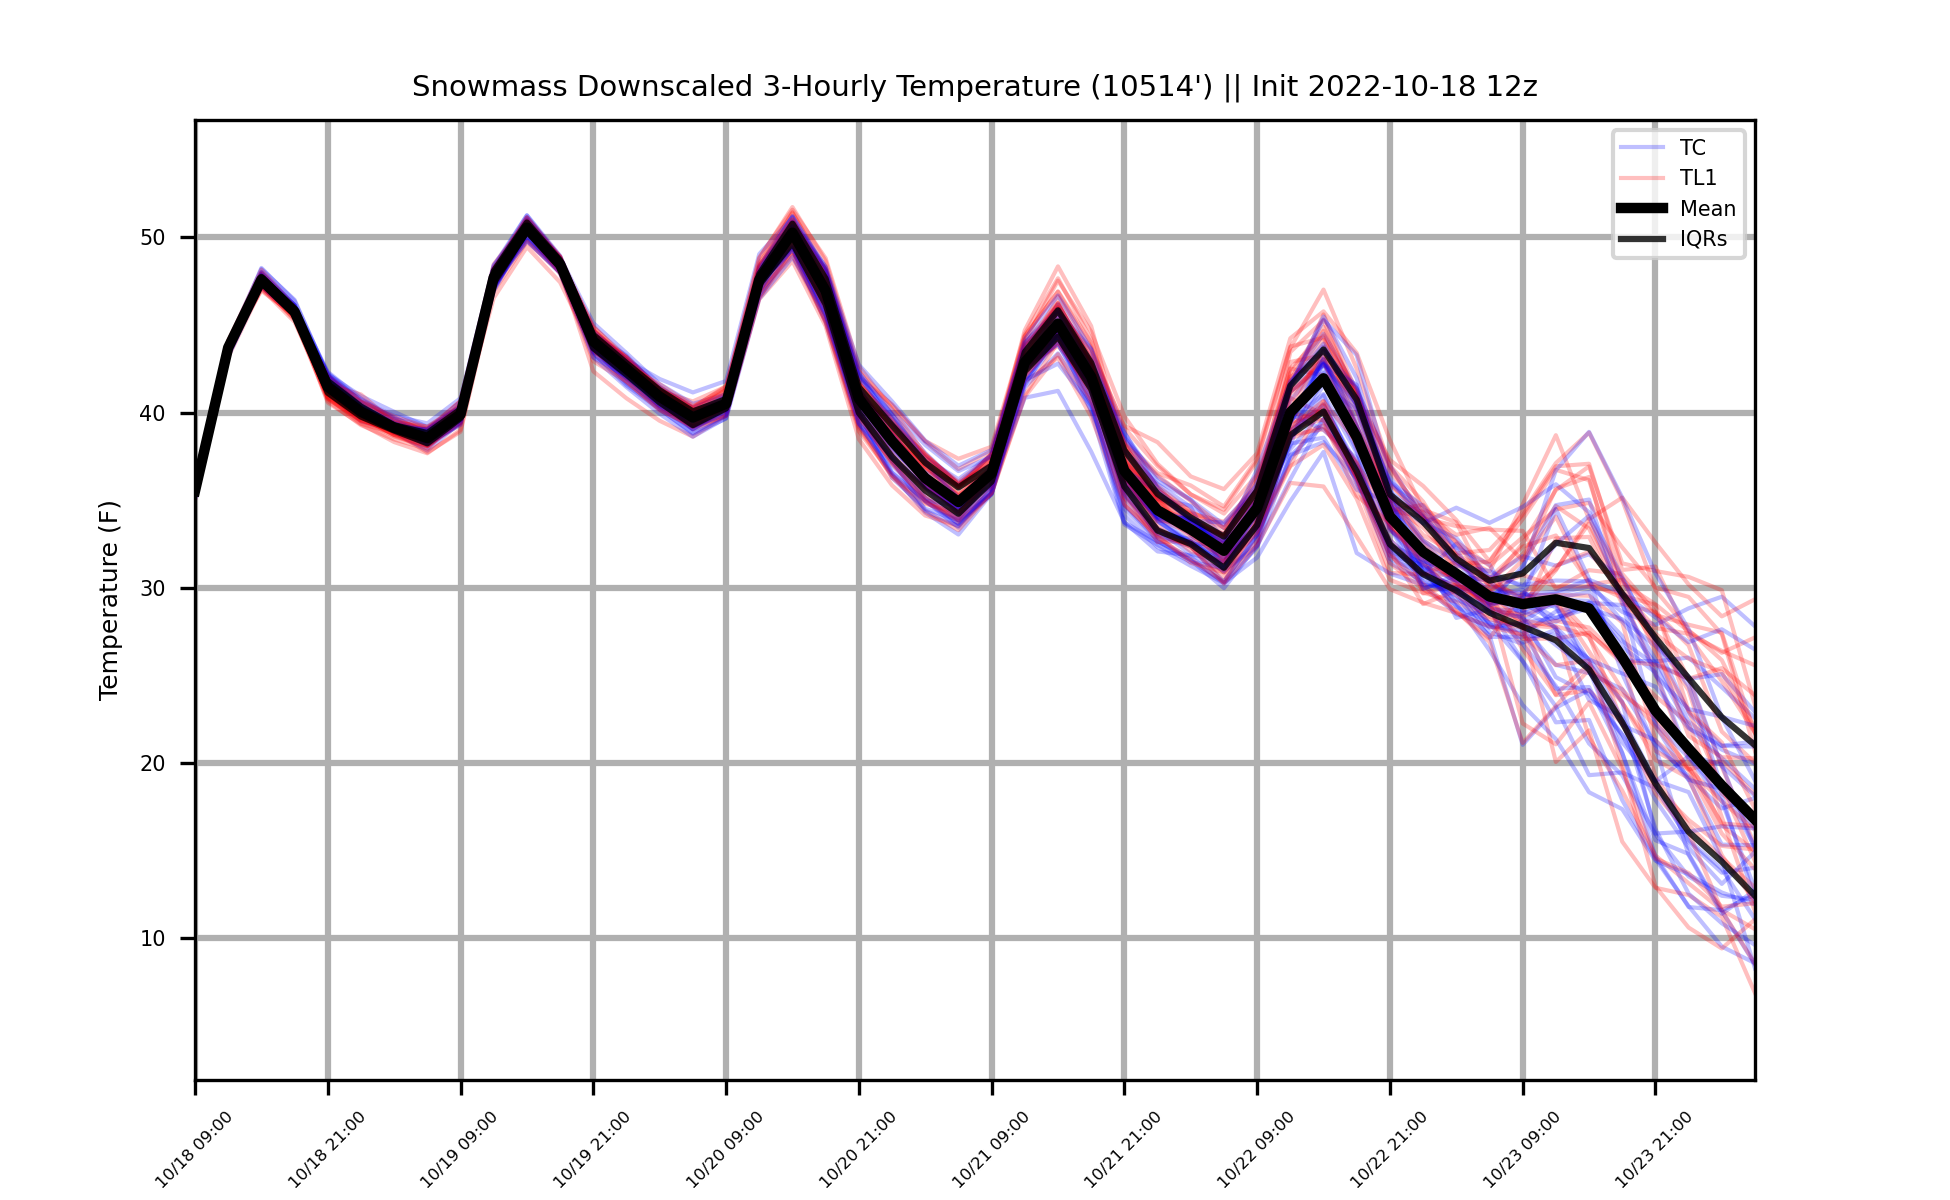 Snowmass Downscaled 3-Hourly Temperature (10514') || Init 2022-10-18 12z
TC
TL1
Mean
IQRs
Temperature (F)
50
40
30
20
10
10/18 09:00
10/18 21:00
10/19 09:00
10/19 21:00
10/20 09:00
10/20 21:00
10/21 09:00
10/21 21:00
10/22 09:00
10/22 21:00
10/23 09:00
10/23 21:00